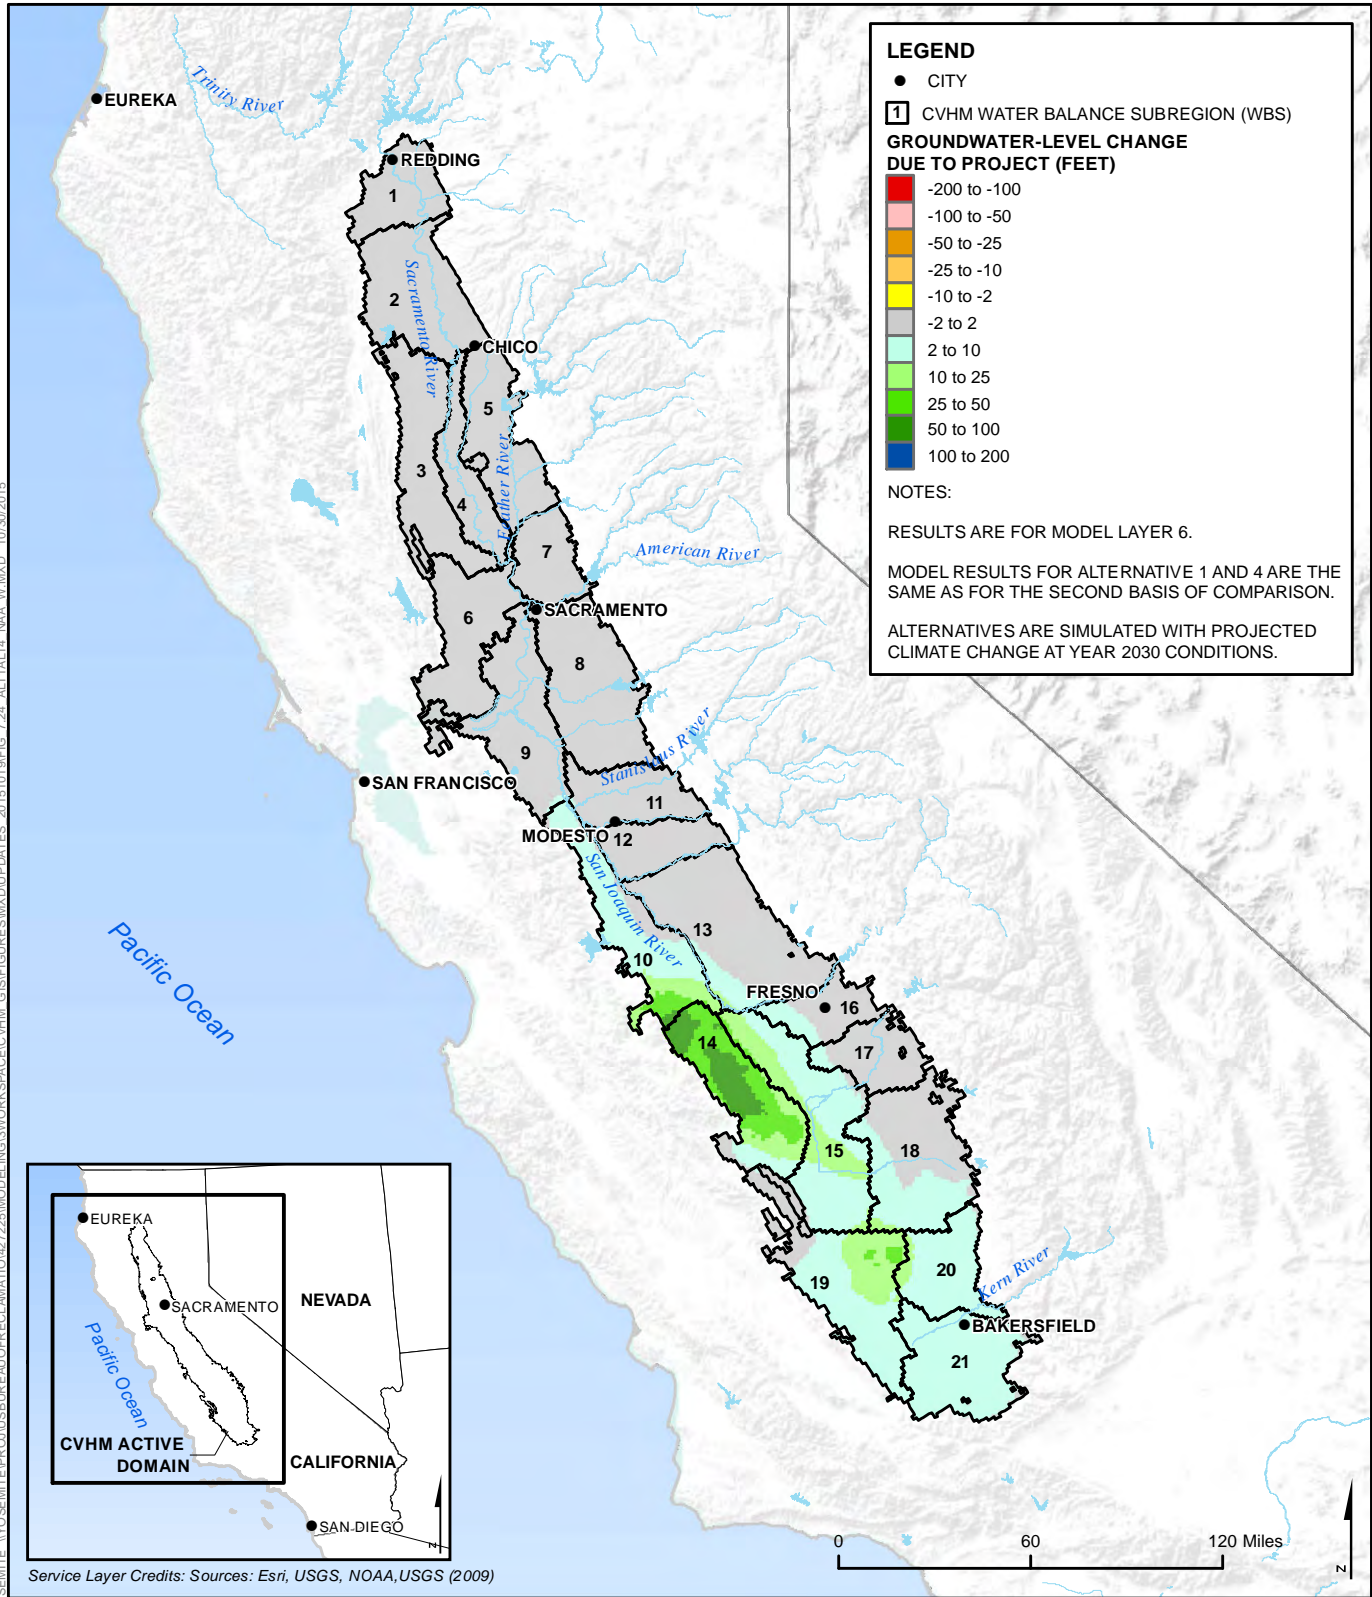 LEGEND
CITY
1 CVHM WATER BALANCE SUBREGION (WBS)
GROUNDWATER-LEVEL CHANGE
DUE TO PROJECT (FEET)
-200 to -100
-100 to -50
-50 to -25
-25 to -10
-10 to -2
-2 to 2
2 to 10
10 to 25
25 to 50
50 to 100
100 to 200
NOTES:
RESULTS ARE FOR MODEL LAYER 6.
MODEL RESULTS FOR ALTERNATIVE 1 AND 4 ARE THE
SAME AS FOR THE SECOND BASIS OF COMPARISON.
ALTERNATIVES ARE SIMULATED WITH PROJECTED
CLIMATE CHANGE AT YEAR 2030 CONDITIONS.
Trinity River
EUREKA
REDDING
1
2
Sacramento River
CHICO
5
3
4
Feather River
7
American River
6
SACRAMENTO
8
9
Stanislaus River
SAN FRANCISCO
11
MODESTO
12
San Joaquin River
13
10
Pacific Ocean
FRESNO
16
14
17
15
18
19
20
Kern River
BAKERSFIELD
21
EUREKA
SACRAMENTO
NEVADA
Pacific Ocean
CVHM ACTIVE
DOMAIN
CALIFORNIA
SAN DIEGO
N
0 60 120 Miles
N
Service Layer Credits: Sources: Esri, USGS, NOAA,USGS (2009)